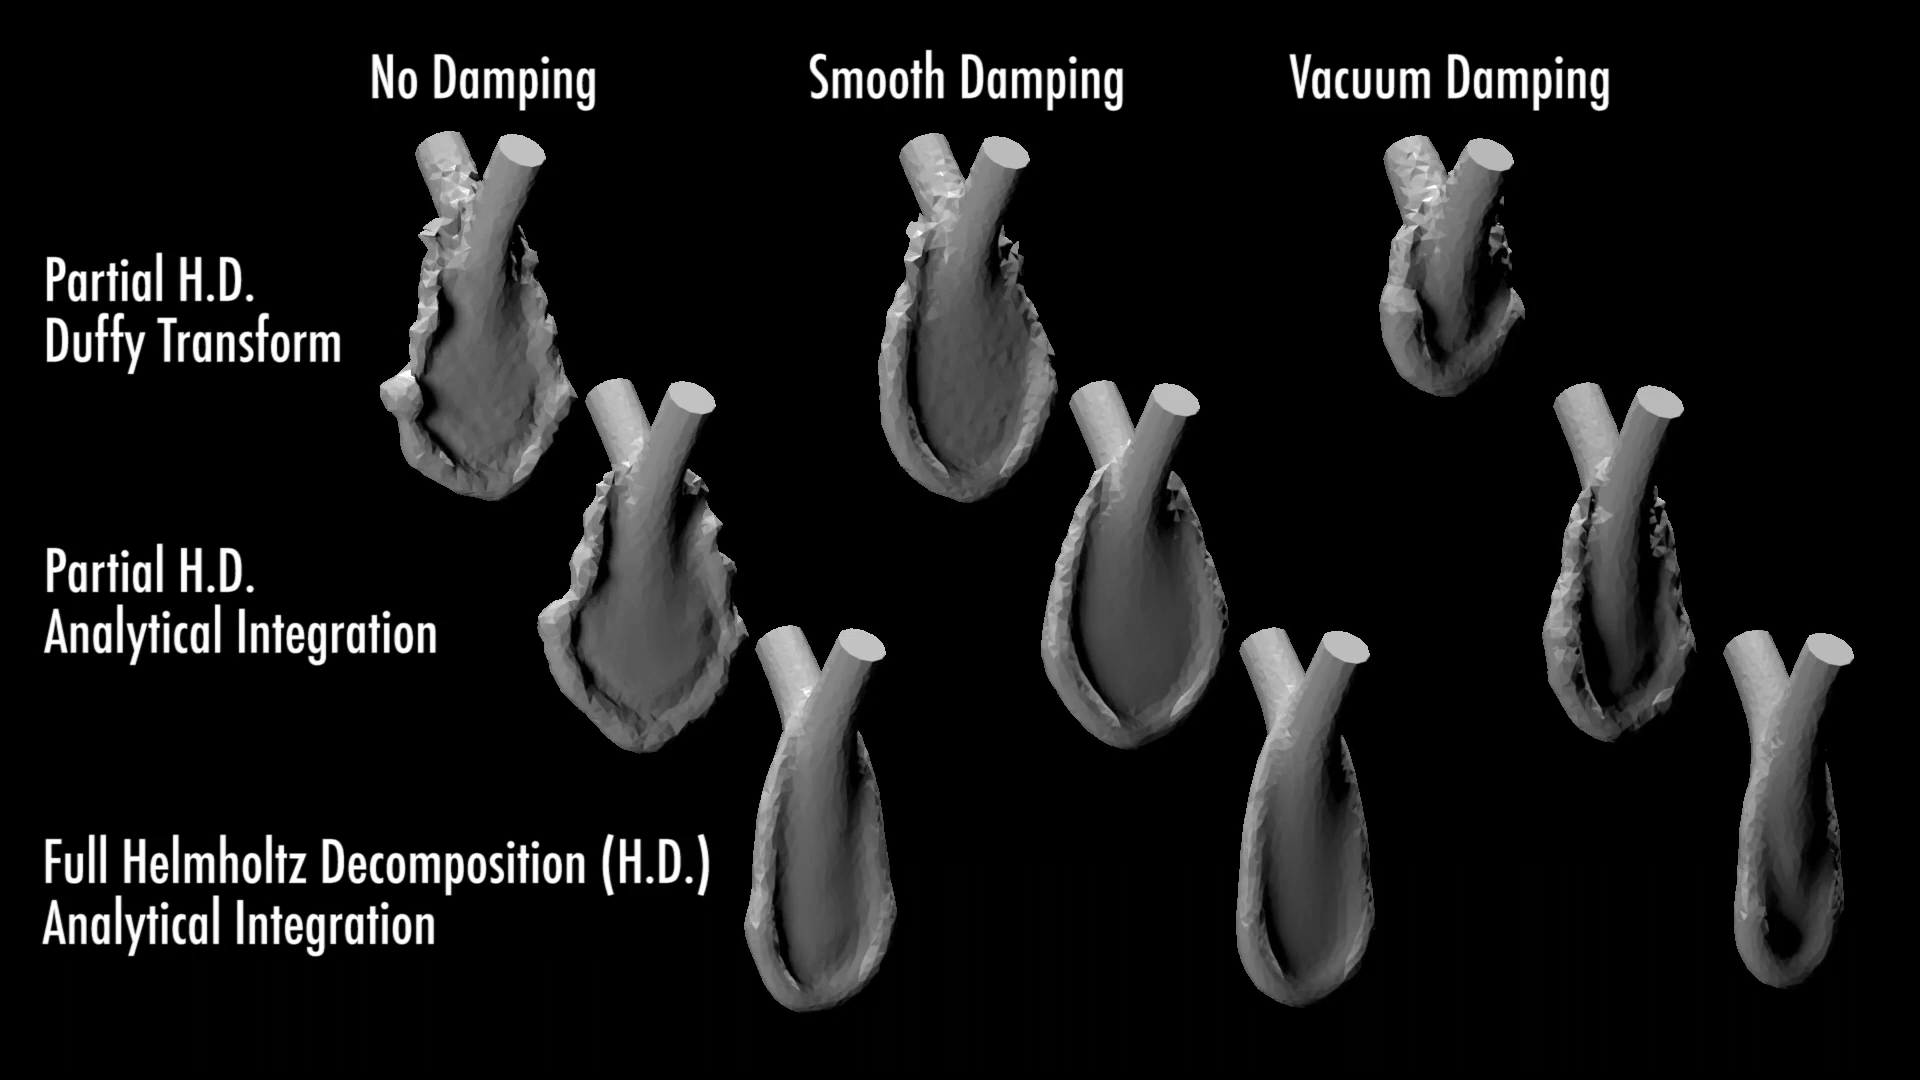 No Damping
Smooth Damping
Vacuum Damping
Partial H.D.
Duffy Transform
Partial H.D.
Analytical Integration
Full Helmholtz Decomposition (H.D.)
Analytical Integration